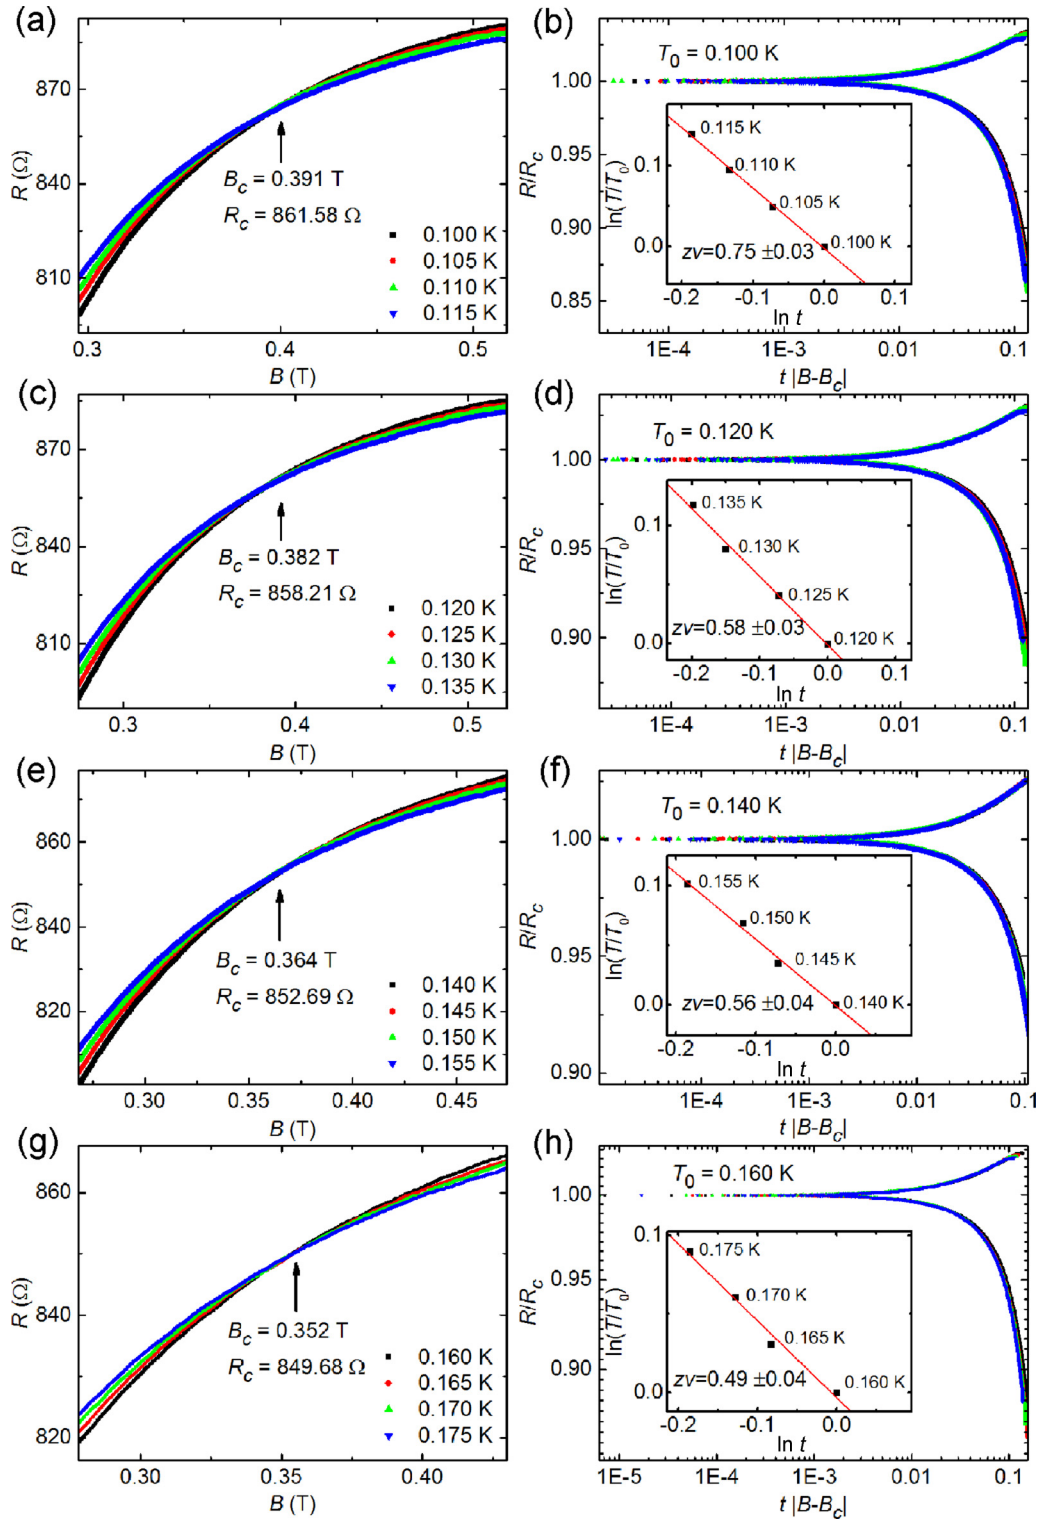 (a)
870
840
810
R (Ω)
B_c = 0.391 T
R_c = 861.58 Ω
0.100 K
0.105 K
0.110 K
0.115 K
0.3 0.4 0.5
B (T)
(b)
T_0 = 0.100 K
1.00
0.95
0.90
0.85
R/R_c
-0.2 -0.1 0.0 0.1
0.115 K
0.110 K
0.105 K
0.100 K
0.1
0.0
ln(T/T_0)
zν=0.75 ±0.03
ln t
1E-4 1E-3 0.01 0.1
t |B-B_c|
(c)
870
840
810
R (Ω)
B_c = 0.382 T
R_c = 858.21 Ω
0.120 K
0.125 K
0.130 K
0.135 K
0.3 0.4 0.5
B (T)
(d)
T_0 = 0.120 K
1.00
0.95
0.90
R/R_c
0.135 K
0.130 K
0.125 K
0.120 K
0.1
0.0
ln(T/T_0)
zν=0.58 ±0.03
-0.2 -0.1 0.0 0.1
ln t
1E-4 1E-3 0.01 0.1
t |B-B_c|
(e)
860
840
820
R (Ω)
B_c = 0.364 T
R_c = 852.69 Ω
0.140 K
0.145 K
0.150 K
0.155 K
0.30 0.35 0.40 0.45
B (T)
(f)
T_0 = 0.140 K
1.00
0.95
0.90
R/R_c
0.155 K
0.150 K
0.145 K
0.140 K
0.1
0.0
ln(T/T_0)
zν=0.56 ±0.04
-0.2 -0.1 0.0
ln t
1E-4 1E-3 0.01 0.1
t |B-B_c|
(g)
860
840
820
R (Ω)
B_c = 0.352 T
R_c = 849.68 Ω
0.160 K
0.165 K
0.170 K
0.175 K
0.30 0.35 0.40
B (T)
(h)
T_0 = 0.160 K
1.00
0.95
0.90
R/R_c
0.175 K
0.170 K
0.165 K
0.160 K
0.1
0.0
ln(T/T_0)
zν=0.49 ±0.04
-0.2 -0.1 0.0
ln t
1E-5 1E-4 1E-3 0.01 0.1
t |B-B_c|